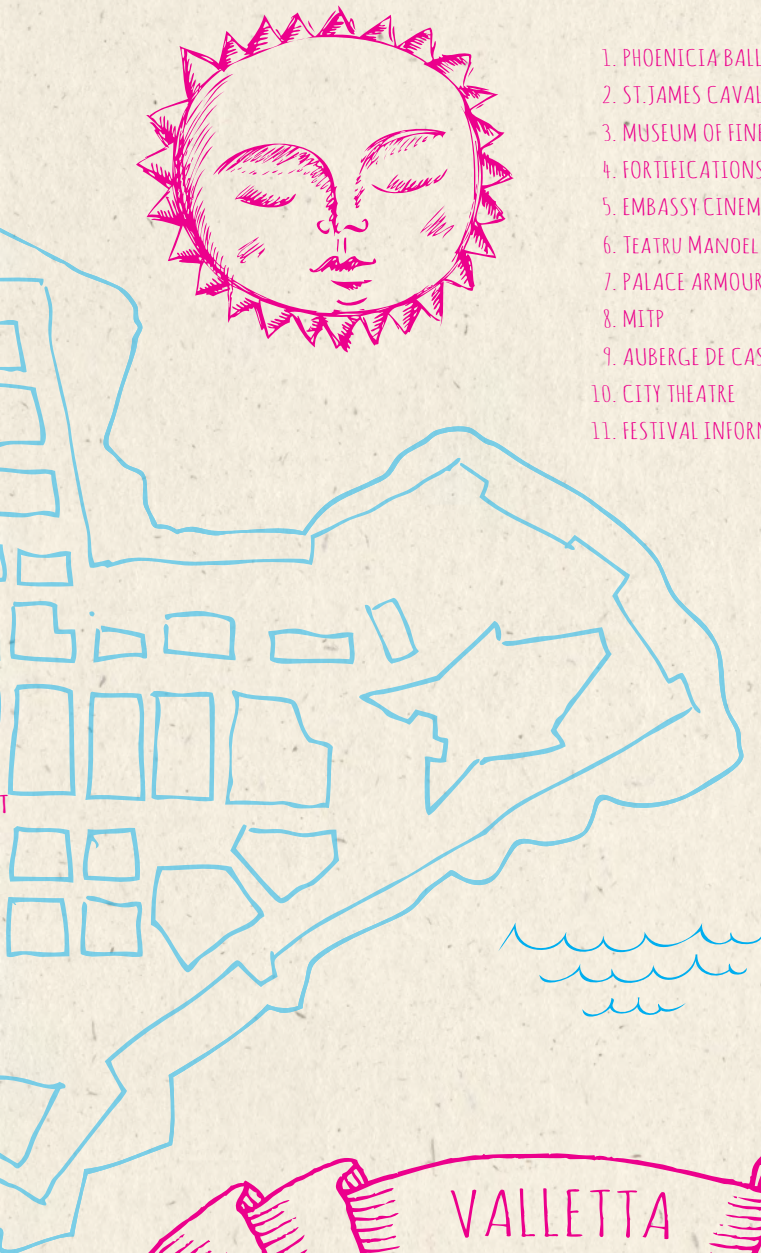 1. PHOENICIA BALL
2. ST.JAMES CAVAL
3. MUSEUM OF FINE
4. FORTIFICATIONS
5. EMBASSY CINEM
6. Teatru Manoel
7. PALACE ARMOUR
8. MITP
9. AUBERGE DE CAS
10. CITY THEATRE
11. FESTIVAL INFORM
T
VALLETTA